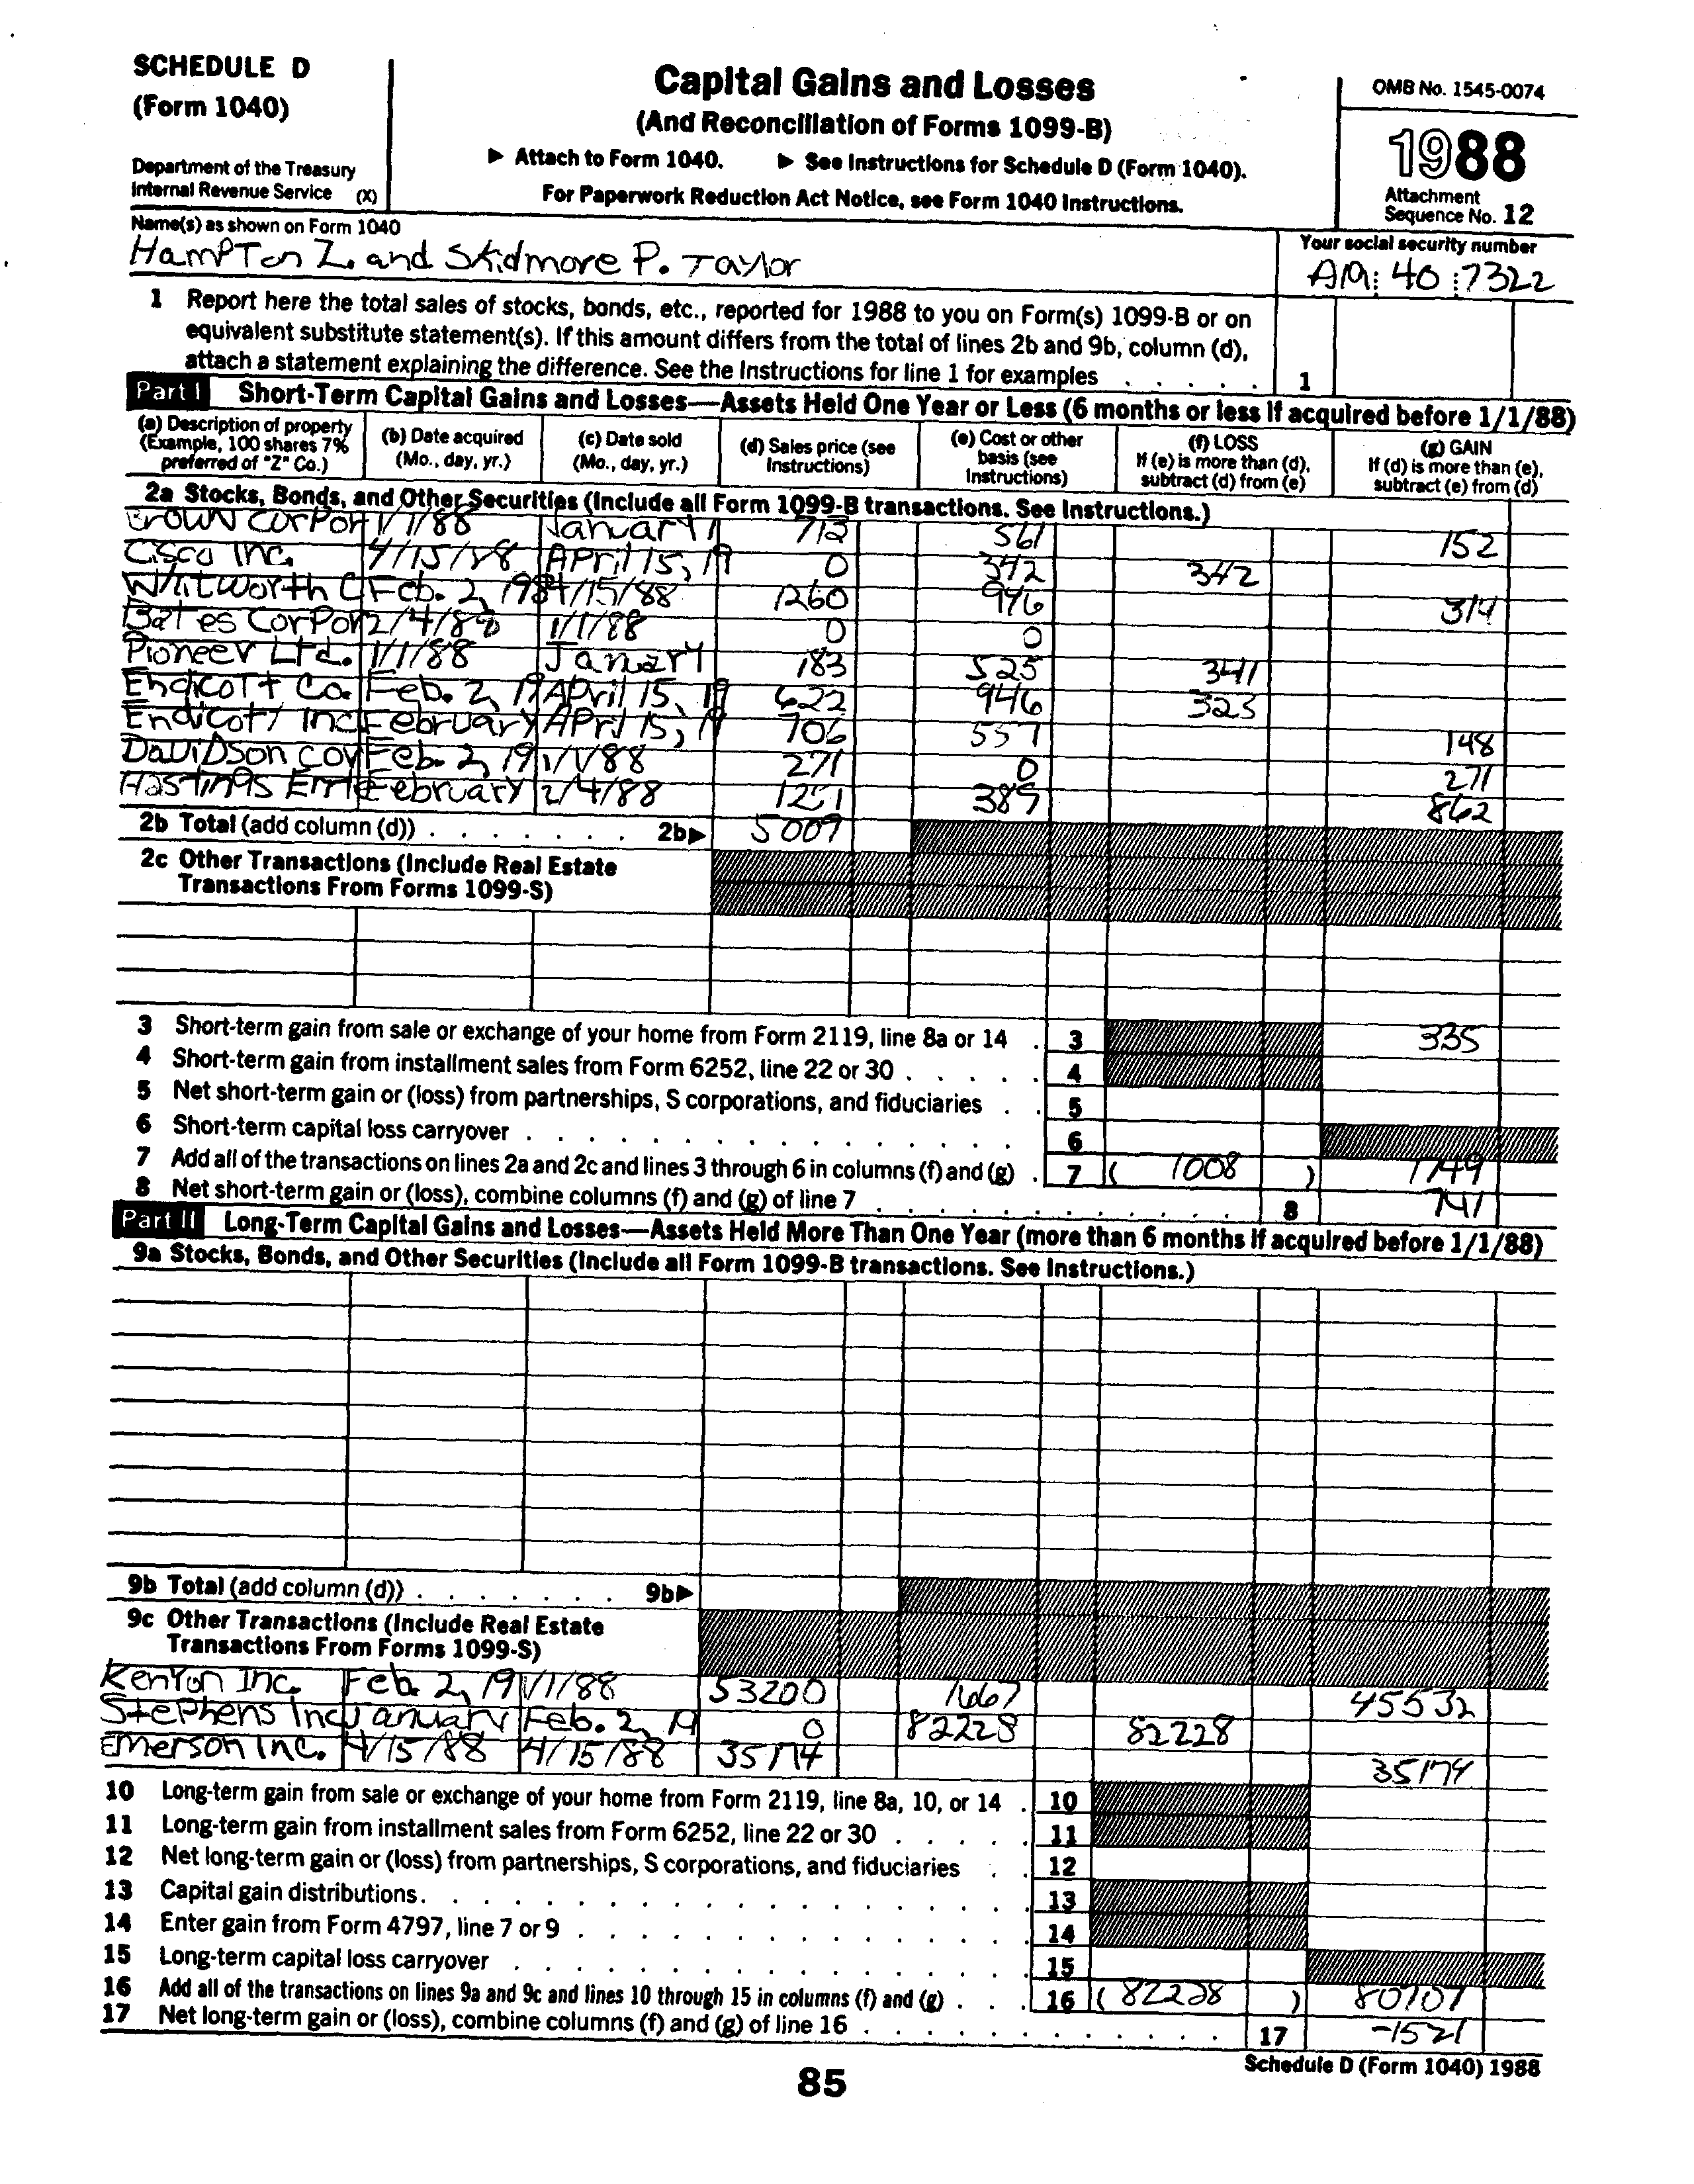 SCHEDULE D
(Form 1040)
Department of the Treasury
Internal Revenue Service (X)
Capital Gains and Losses
(And Reconciliation of Forms 1099-B)
▶ Attach to Form 1040. ▶ See Instructions for Schedule D (Form 1040).
For Paperwork Reduction Act Notice, see Form 1040 Instructions.
OMB No. 1545-0074
1988
Attachment
Sequence No. 12
Name(s) as shown on Form 1040
Hampton Z. and Skidmore P. Taylor
Your social security number
40 7322
1 Report here the total sales of stocks, bonds, etc., reported for 1988 to you on Form(s) 1099-B or on
equivalent substitute statement(s). If this amount differs from the total of lines 2b and 9b, column (d),
attach a statement explaining the difference. See the Instructions for line 1 for examples . . . . . 1
Part I Short-Term Capital Gains and Losses—Assets Held One Year or Less (6 months or less if acquired before 1/1/88)
(a) Description of property (Example, 100 shares 7% preferred of "Z" Co.)
(b) Date acquired (Mo., day, yr.)
(c) Date sold (Mo., day, yr.)
(d) Sales price (see Instructions)
(e) Cost or other basis (see Instructions)
(f) LOSS If (e) is more than (d), subtract (d) from (e)
(g) GAIN If (d) is more than (e), subtract (e) from (d)
2a Stocks, Bonds, and Other Securities (Include all Form 1099-B transactions. See Instructions.)
Crown Corpor 1/1/88 January 1 713 561 152
Cisco Inc. 4/15/88 April 15, 19 0 342 342
Whitworth C Feb. 2, 198 4/15/88 1260 946 314
Bates Corpor 2/4/88 1/1/88 0 0
Pioneer Ltd. 1/1/88 January 183 525 341
Endicott Co. Feb. 2, 19 April 15, 19 622 946 323
Endicott Inc February April 15, 19 706 557 148
Davidson Cor Feb. 2, 19 1/1/88 271 0 271
Hastings Ente February 2/4/88 1251 389 862
2b Total (add column (d)) . . . . . . . 2b▶ 5009
2c Other Transactions (Include Real Estate
Transactions From Forms 1099-S)
3 Short-term gain from sale or exchange of your home from Form 2119, line 8a or 14 . 3 335
4 Short-term gain from installment sales from Form 6252, line 22 or 30 . . . . . 4
5 Net short-term gain or (loss) from partnerships, S corporations, and fiduciaries . . 5
6 Short-term capital loss carryover . . . . . . . . . . . . . . . . 6
7 Add all of the transactions on lines 2a and 2c and lines 3 through 6 in columns (f) and (g) . 7 ( 1008 ) 1749
8 Net short-term gain or (loss), combine columns (f) and (g) of line 7 . . . . . . . . . . . . . 8 741
Part II Long-Term Capital Gains and Losses—Assets Held More Than One Year (more than 6 months if acquired before 1/1/88)
9a Stocks, Bonds, and Other Securities (Include all Form 1099-B transactions. See Instructions.)
9b Total (add column (d)) . . . . . . . 9b▶
9c Other Transactions (Include Real Estate
Transactions From Forms 1099-S)
Kenyon Inc. Feb. 2, 19 1/1/88 53200 7667 45532
Stephens Inc January Feb. 2, 19 0 82228 82228
Emerson Inc. 4/15/88 4/15/88 35174 35174
10 Long-term gain from sale or exchange of your home from Form 2119, line 8a, 10, or 14 . 10
11 Long-term gain from installment sales from Form 6252, line 22 or 30 . . . . . 11
12 Net long-term gain or (loss) from partnerships, S corporations, and fiduciaries . . 12
13 Capital gain distributions . . . . . . . . . . . . . . . . . . 13
14 Enter gain from Form 4797, line 7 or 9 . . . . . . . . . . . . . . 14
15 Long-term capital loss carryover . . . . . . . . . . . . . . . . 15
16 Add all of the transactions on lines 9a and 9c and lines 10 through 15 in columns (f) and (g) . . . 16 ( 82228 ) 80707
17 Net long-term gain or (loss), combine columns (f) and (g) of line 16 . . . . . . . . . . . . . 17 -1521
Schedule D (Form 1040) 1988
85